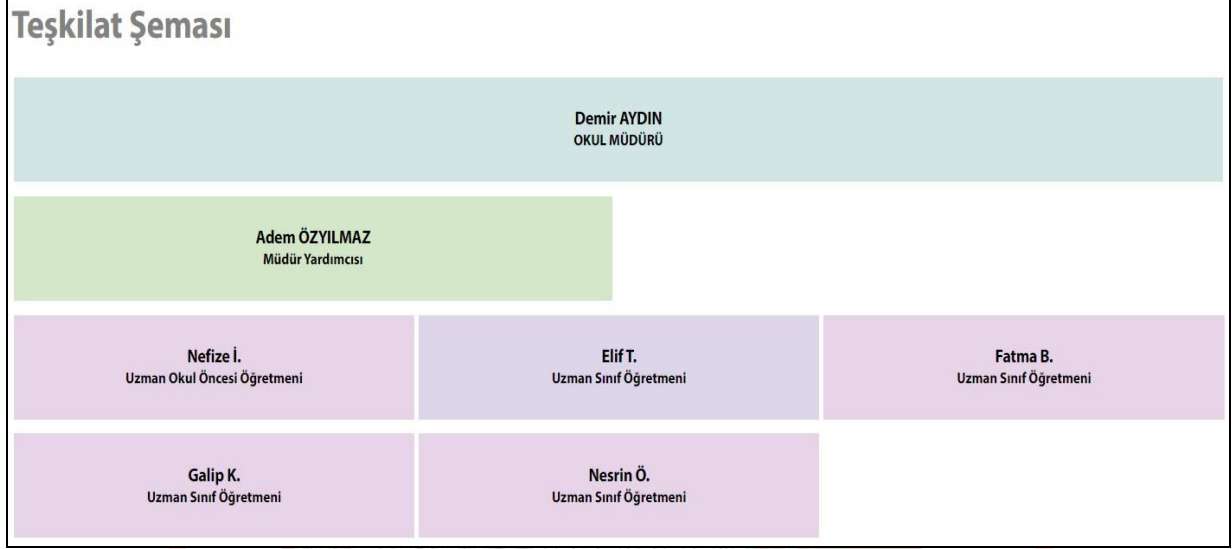 Teşkilat Şeması
Demir AYDIN
OKUL MÜDÜRÜ
Adem ÖZYILMAZ
Müdür Yardımcısı
Nefize İ.
Uzman Okul Öncesi Öğretmeni
Elif T.
Uzman Sınıf Öğretmeni
Fatma B.
Uzman Sınıf Öğretmeni
Galip K.
Uzman Sınıf Öğretmeni
Nesrin Ö.
Uzman Sınıf Öğretmeni